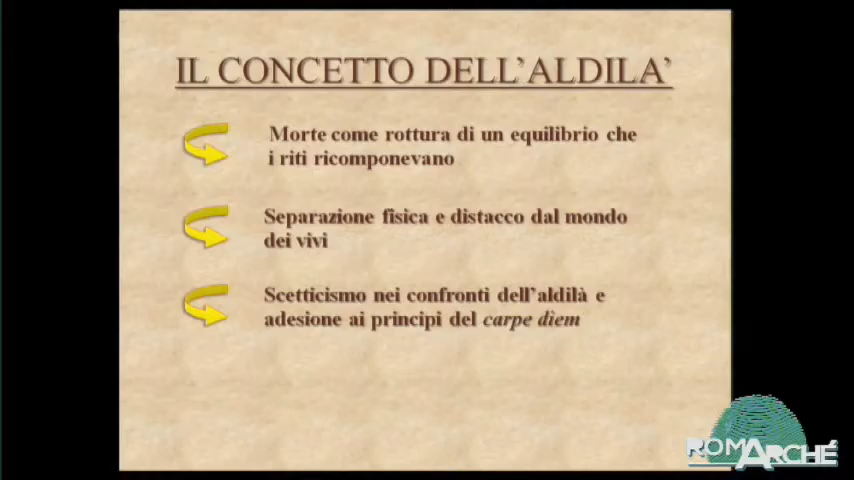 IL CONCETTO DELL'ALDILA'
Morte come rottura di un equilibrio che
i riti ricomponevano
Separazione fisica e distacco dal mondo
dei vivi
Scetticismo nei confronti dell'aldilà e
adesione ai principi del carpe diem
ROMARCHÉ